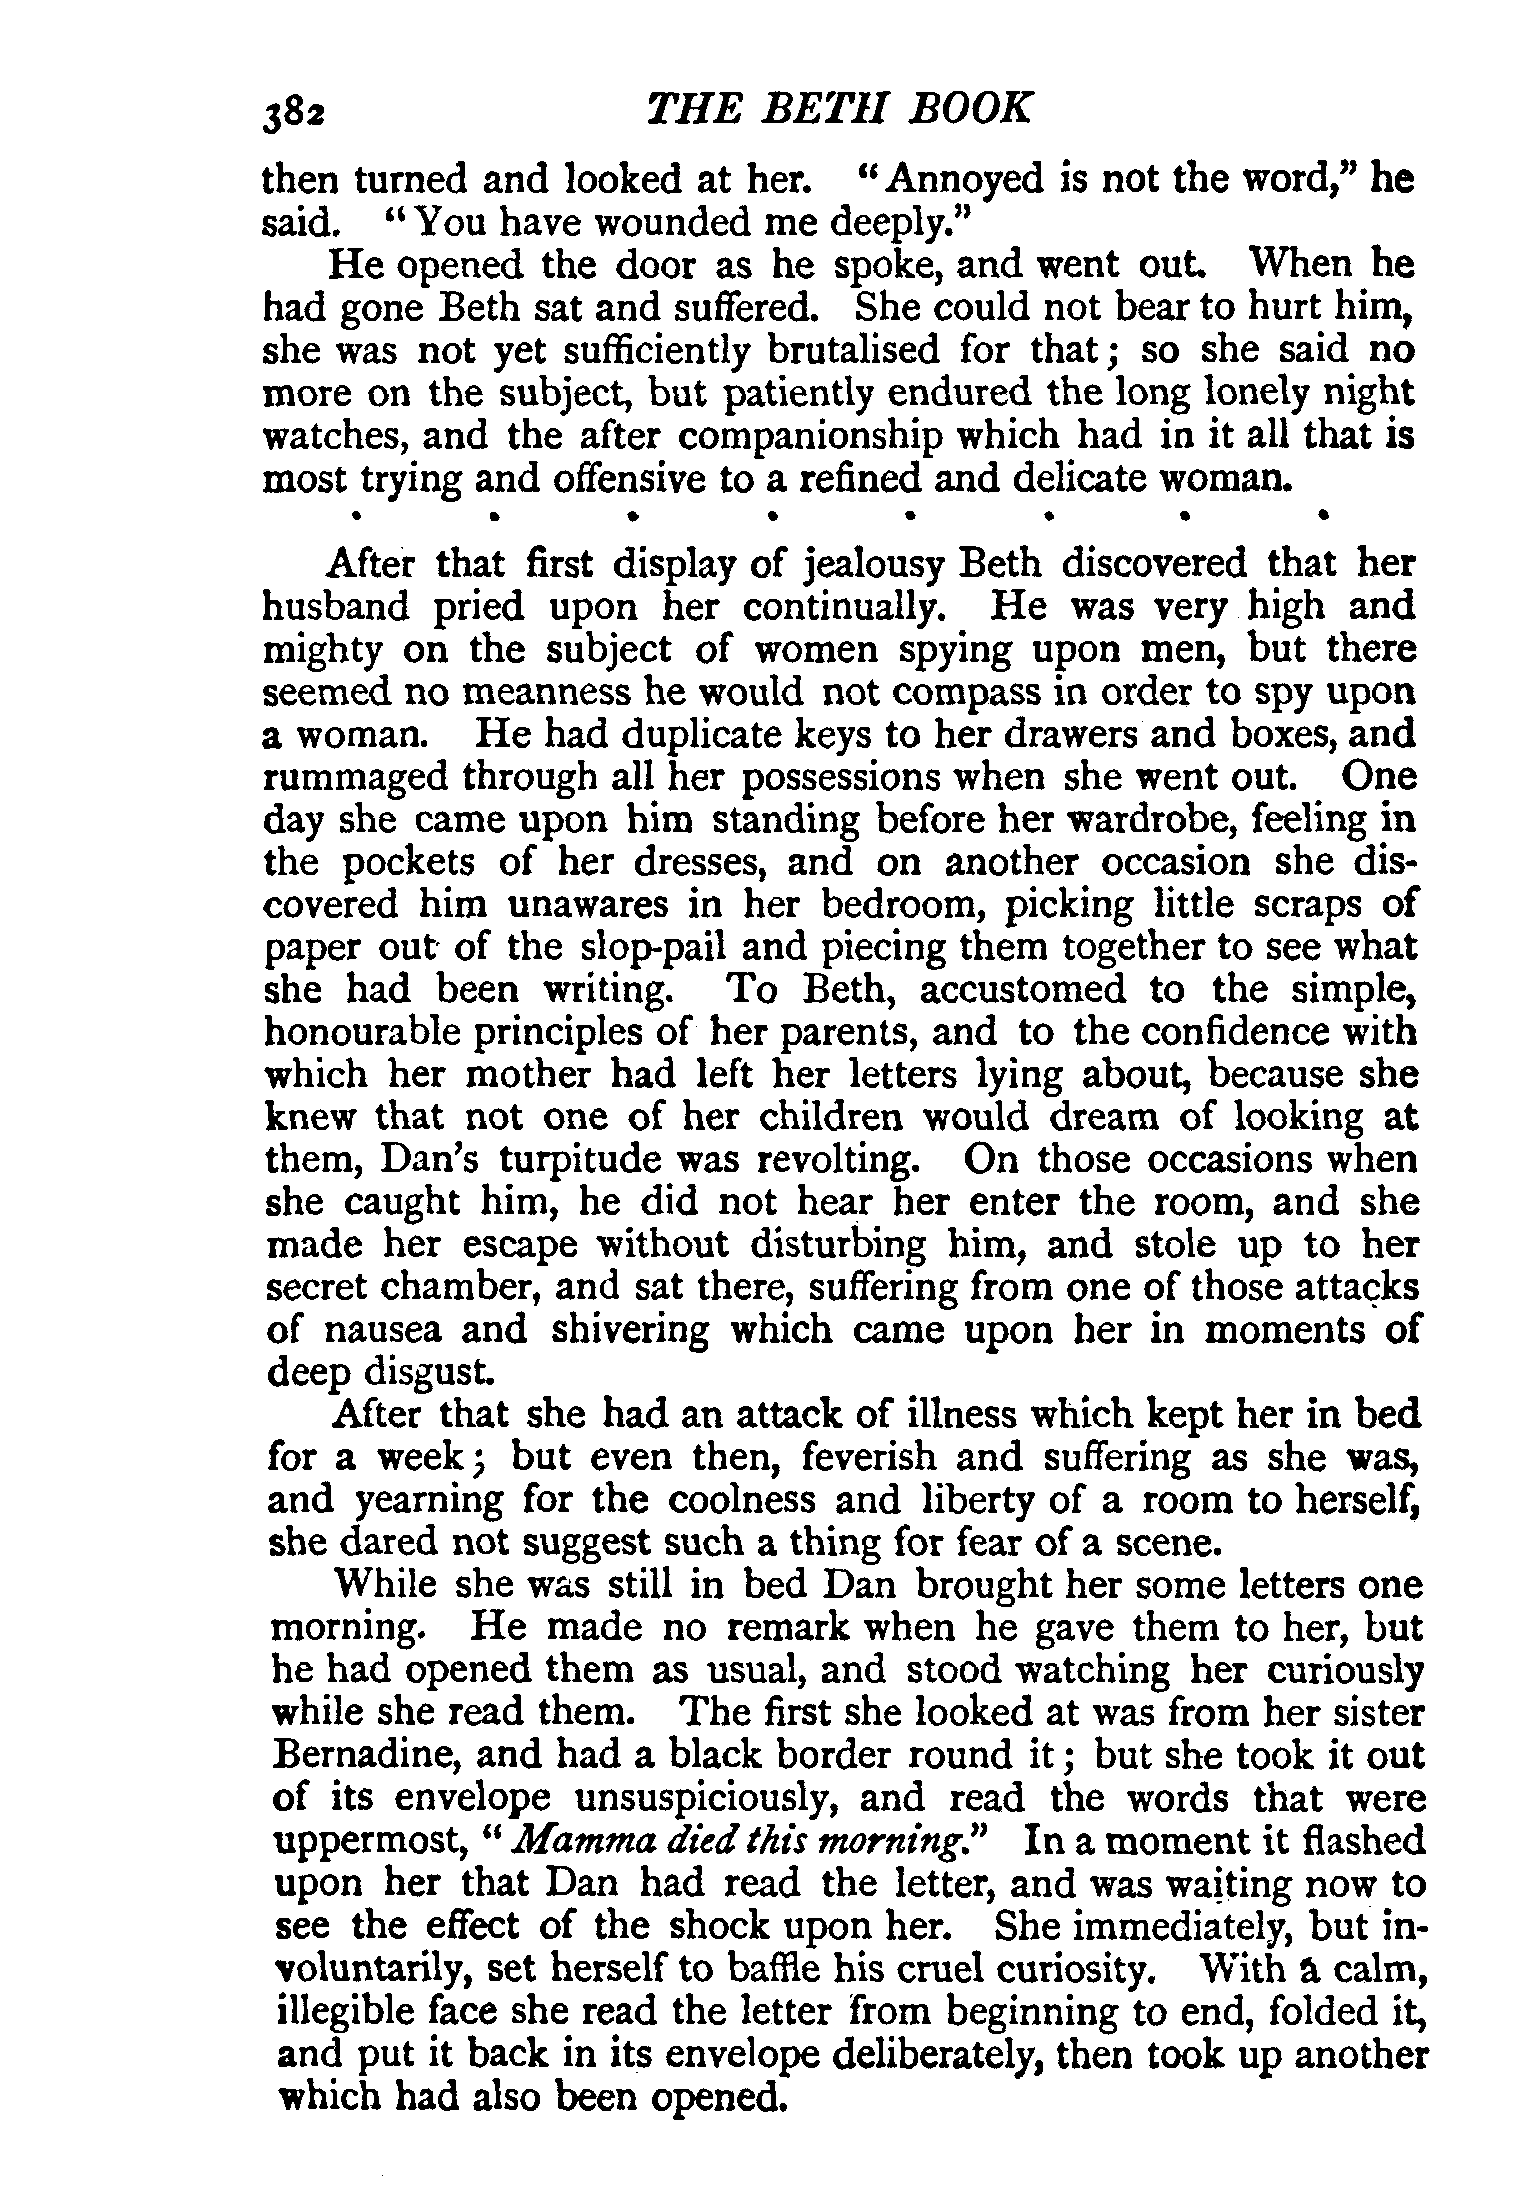 382 THE BETH BOOK
then turned and looked at her. "Annoyed is not the word," he
said. "You have wounded me deeply."
He opened the door as he spoke, and went out. When he
had gone Beth sat and suffered. She could not bear to hurt him,
she was not yet sufficiently brutalised for that; so she said no
more on the subject, but patiently endured the long lonely night
watches, and the after companionship which had in it all that is
most trying and offensive to a refined and delicate woman.
. . . . . . . .
After that first display of jealousy Beth discovered that her
husband pried upon her continually. He was very high and
mighty on the subject of women spying upon men, but there
seemed no meanness he would not compass in order to spy upon
a woman. He had duplicate keys to her drawers and boxes, and
rummaged through all her possessions when she went out. One
day she came upon him standing before her wardrobe, feeling in
the pockets of her dresses, and on another occasion she dis-
covered him unawares in her bedroom, picking little scraps of
paper out of the slop-pail and piecing them together to see what
she had been writing. To Beth, accustomed to the simple,
honourable principles of her parents, and to the confidence with
which her mother had left her letters lying about, because she
knew that not one of her children would dream of looking at
them, Dan's turpitude was revolting. On those occasions when
she caught him, he did not hear her enter the room, and she
made her escape without disturbing him, and stole up to her
secret chamber, and sat there, suffering from one of those attacks
of nausea and shivering which came upon her in moments of
deep disgust.
After that she had an attack of illness which kept her in bed
for a week; but even then, feverish and suffering as she was,
and yearning for the coolness and liberty of a room to herself,
she dared not suggest such a thing for fear of a scene.
While she was still in bed Dan brought her some letters one
morning. He made no remark when he gave them to her, but
he had opened them as usual, and stood watching her curiously
while she read them. The first she looked at was from her sister
Bernadine, and had a black border round it; but she took it out
of its envelope unsuspiciously, and read the words that were
uppermost, "Mamma died this morning." In a moment it flashed
upon her that Dan had read the letter, and was waiting now to
see the effect of the shock upon her. She immediately, but in-
voluntarily, set herself to baffle his cruel curiosity. With a calm,
illegible face she read the letter from beginning to end, folded it,
and put it back in its envelope deliberately, then took up another
which had also been opened.